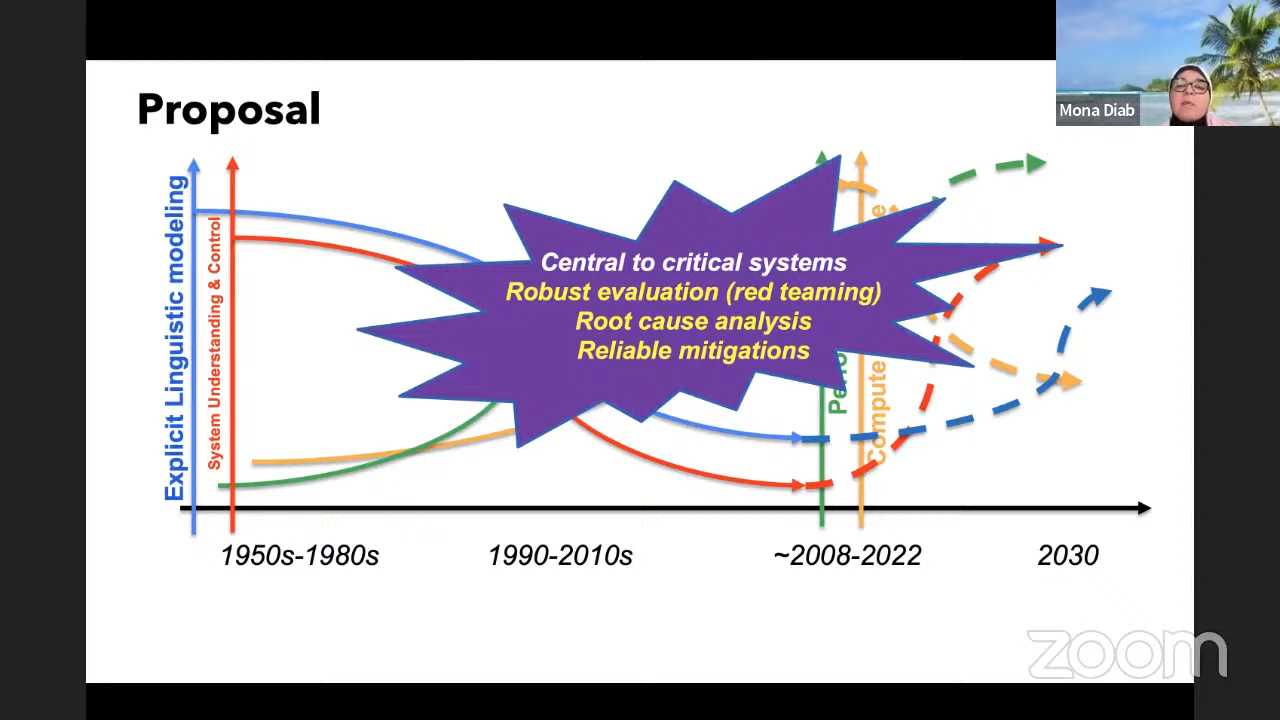 Mona Diab
Proposal
Explicit Linguistic modeling
System Understanding & Control
Central to critical systems
Robust evaluation (red teaming)
Root cause analysis
Reliable mitigations
Compute
1950s-1980s
1990-2010s
~2008-2022
2030
zoom